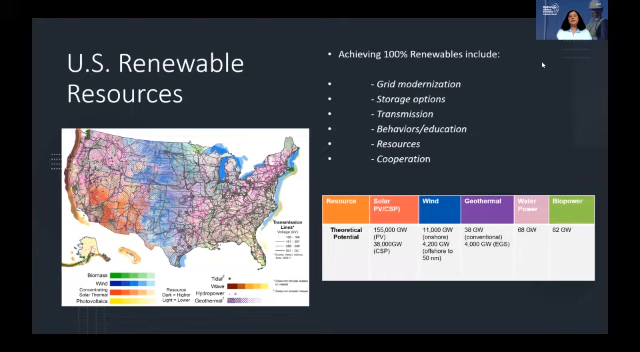 U.S. Renewable
Resources
• Achieving 100% Renewables include:
• - Grid modernization
• - Storage options
• - Transmission
• - Behaviors/education
• - Resources
• - Cooperation
Transmission
Lines*
Biomass
Wind
Concentrating
Solar Thermal
Photovoltaics
Resource
Dark = Higher
Light = Lower
Tidal
Wave
Hydropower
Geothermal
Resource Solar PV/CSP) Wind Geothermal Water Power Biopower
Theoretical Potential 155,000 GW (PV) 38,000GW (CSP) 11,000 GW (onshore) 4,200 GW (offshore to 50 nm) 38 GW (conventional) 4,000 GW (EGS) 68 GW 62 GW